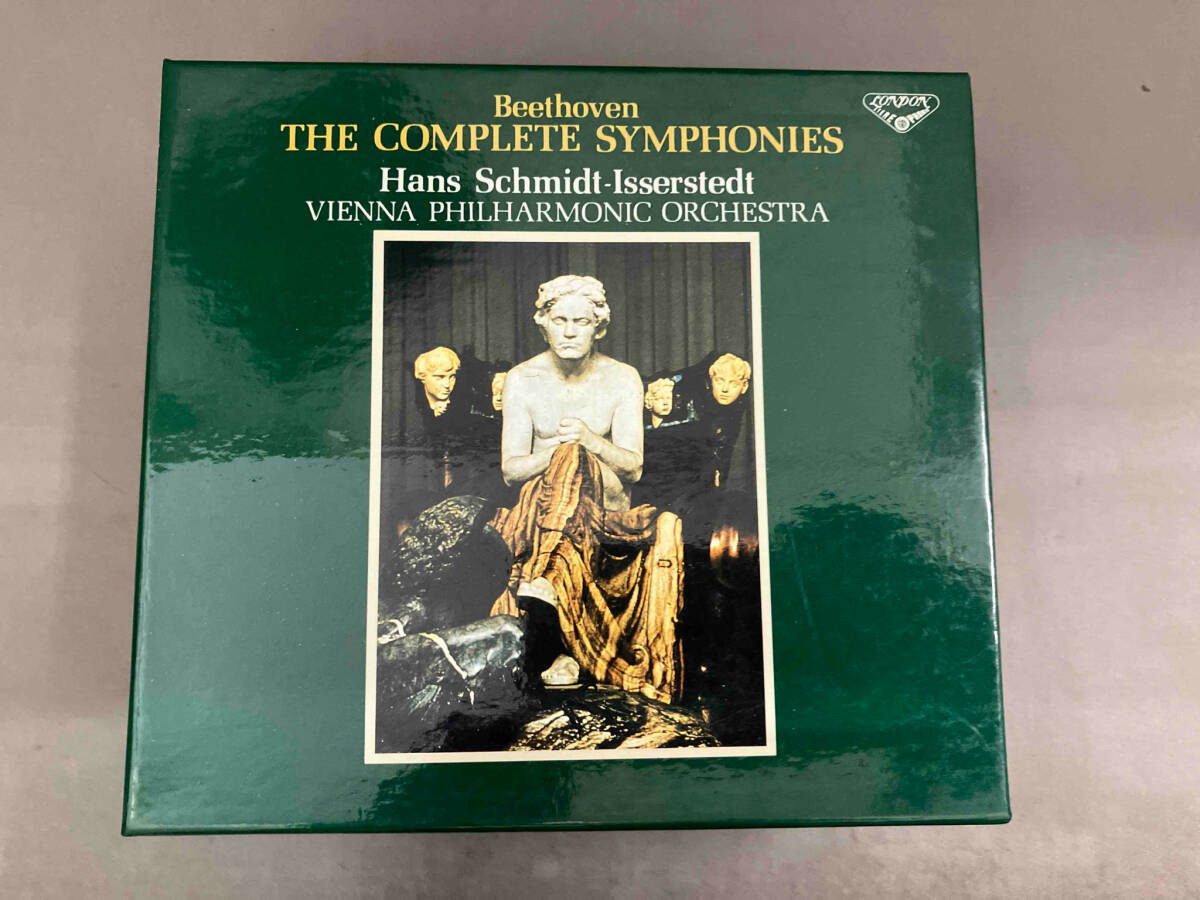 Beethoven
THE COMPLETE SYMPHONIES
Hans Schmidt-Isserstedt
VIENNA PHILHARMONIC ORCHESTRA
LONDON